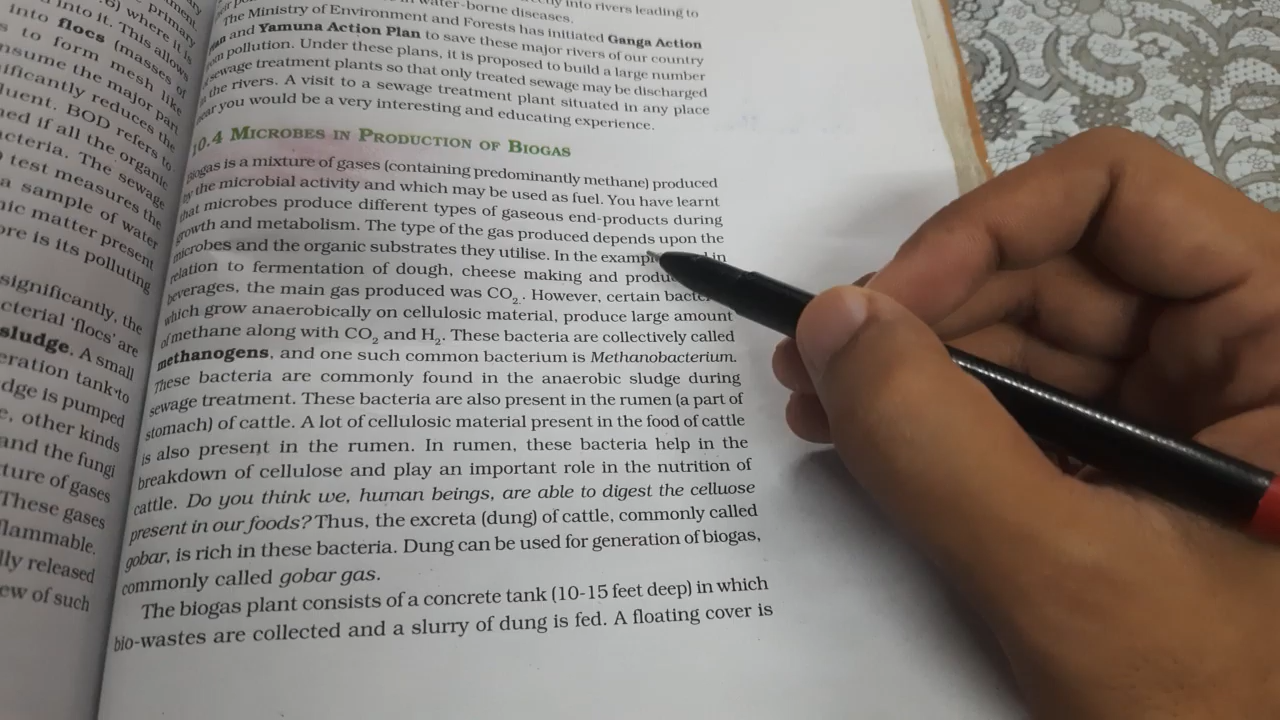 6) where it is
into it. This allows
into flocs (masses of
s to form mesh like
nsume the major part
ificantly reduces the
luent. BOD refers to
ned if all the organic
acteria. The sewage
test measures the
a sample of water
nic matter present
ore is its polluting
significantly, the
acterial 'flocs' are
sludge. A small
eration tank to
dge is pumped
e, other kinds
and the fungi
ture of gases
These gases
flammable.
lly released
ew of such
into rivers leading to
water-borne diseases.
The Ministry of Environment and Forests has initiated Ganga Action
and Yamuna Action Plan to save these major rivers of our country
pollution. Under these plans, it is proposed to build a large number
sewage treatment plants so that only treated sewage may be discharged
the rivers. A visit to a sewage treatment plant situated in any place
you would be a very interesting and educating experience.
0.4 MICROBES IN PRODUCTION OF BIOGAS
Biogas is a mixture of gases (containing predominantly methane) produced
by the microbial activity and which may be used as fuel. You have learnt
that microbes produce different types of gaseous end-products during
growth and metabolism. The type of the gas produced depends upon the
microbes and the organic substrates they utilise. In the examp in
relation to fermentation of dough, cheese making and produ
beverages, the main gas produced was CO₂. However, certain bacte
which grow anaerobically on cellulosic material, produce large amount
of methane along with CO₂ and H₂. These bacteria are collectively called
methanogens, and one such common bacterium is Methanobacterium.
These bacteria are commonly found in the anaerobic sludge during
sewage treatment. These bacteria are also present in the rumen (a part of
stomach) of cattle. A lot of cellulosic material present in the food of cattle
is also present in the rumen. In rumen, these bacteria help in the
breakdown of cellulose and play an important role in the nutrition of
cattle. Do you think we, human beings, are able to digest the celluose
present in our foods? Thus, the excreta (dung) of cattle, commonly called
gobar, is rich in these bacteria. Dung can be used for generation of biogas,
commonly called gobar gas.
The biogas plant consists of a concrete tank (10-15 feet deep) in which
bio-wastes are collected and a slurry of dung is fed. A floating cover is